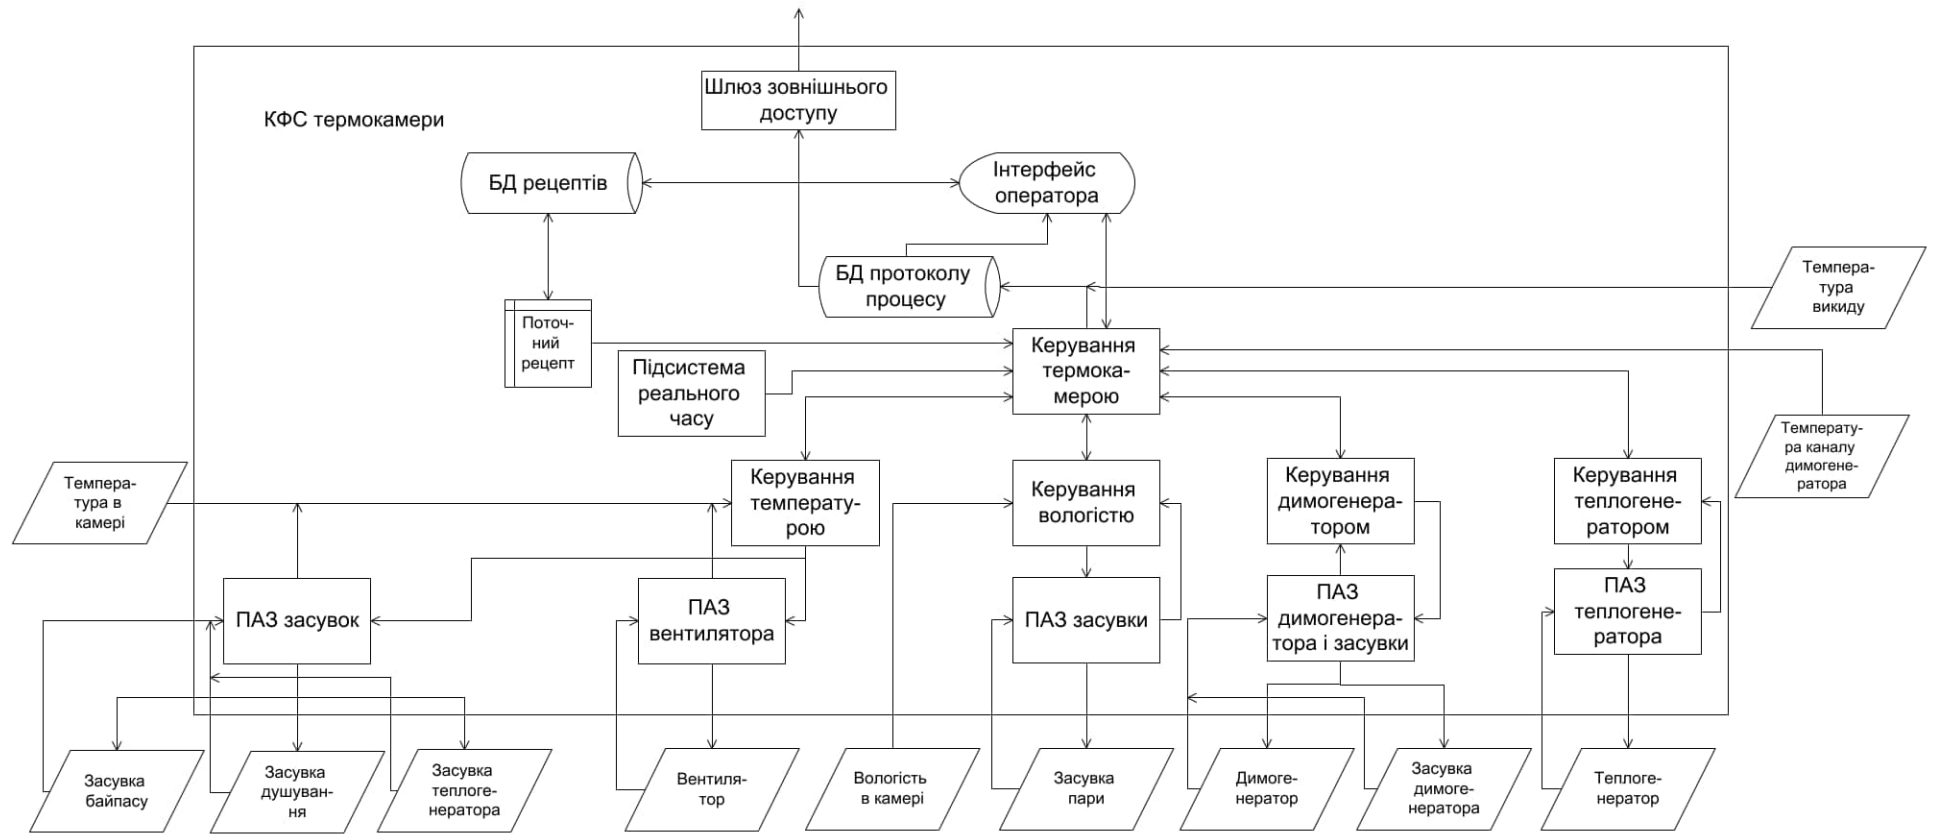 Шлюз зовнішнього
доступу
КФС термокамери
БД рецептів
Інтерфейс
оператора
БД протоколу
процесу
Темпера-
тура
викиду
Поточ-
ний
рецепт
Підсистема
реального
часу
Керування
термока-
мерою
Температу-
ра каналу
димогене-
ратора
Темпера-
тура в
камері
Керування
температу-
рою
Керування
вологістю
Керування
димогенера-
тором
Керування
теплогене-
ратором
ПАЗ засувок
ПАЗ
вентилятора
ПАЗ засувки
ПАЗ
димогенера-
тора і засувки
ПАЗ
теплогене-
ратора
Засувка
байпасу
Засувка
душуван-
ня
Засувка
теплоге-
нератора
Вентиля-
тор
Вологість
в камері
Засувка
пари
Димоге-
нератор
Засувка
димоге-
нератора
Теплоге-
нератор